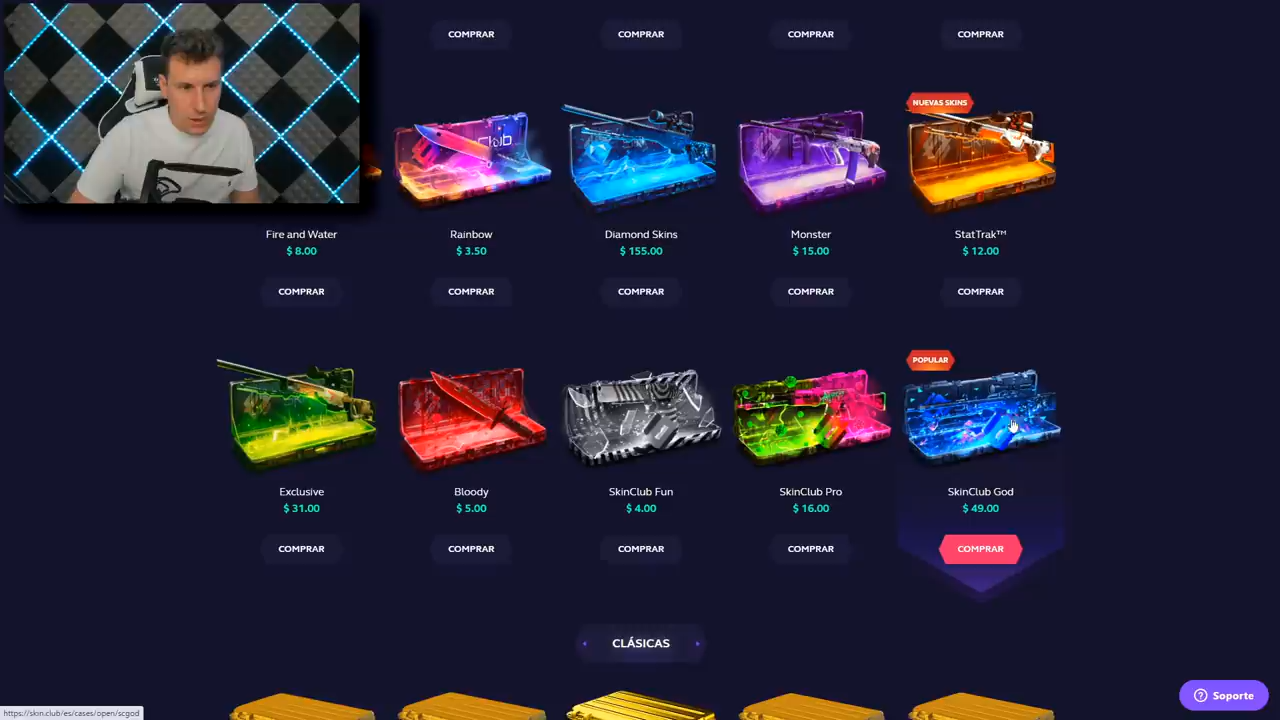 COMPRAR COMPRAR COMPRAR COMPRAR
NUEVAS SKINS
Fire and Water Rainbow Diamond Skins Monster StatTrak™
$ 8.00 $ 3.50 $ 155.00 $ 15.00 $ 12.00
COMPRAR COMPRAR COMPRAR COMPRAR COMPRAR
POPULAR
Exclusive Bloody SkinClub Fun SkinClub Pro SkinClub God
$ 31.00 $ 5.00 $ 4.00 $ 16.00 $ 49.00
COMPRAR COMPRAR COMPRAR COMPRAR COMPRAR
CLÁSICAS
Soporte
https://skin.club/es/cases/open/scgod